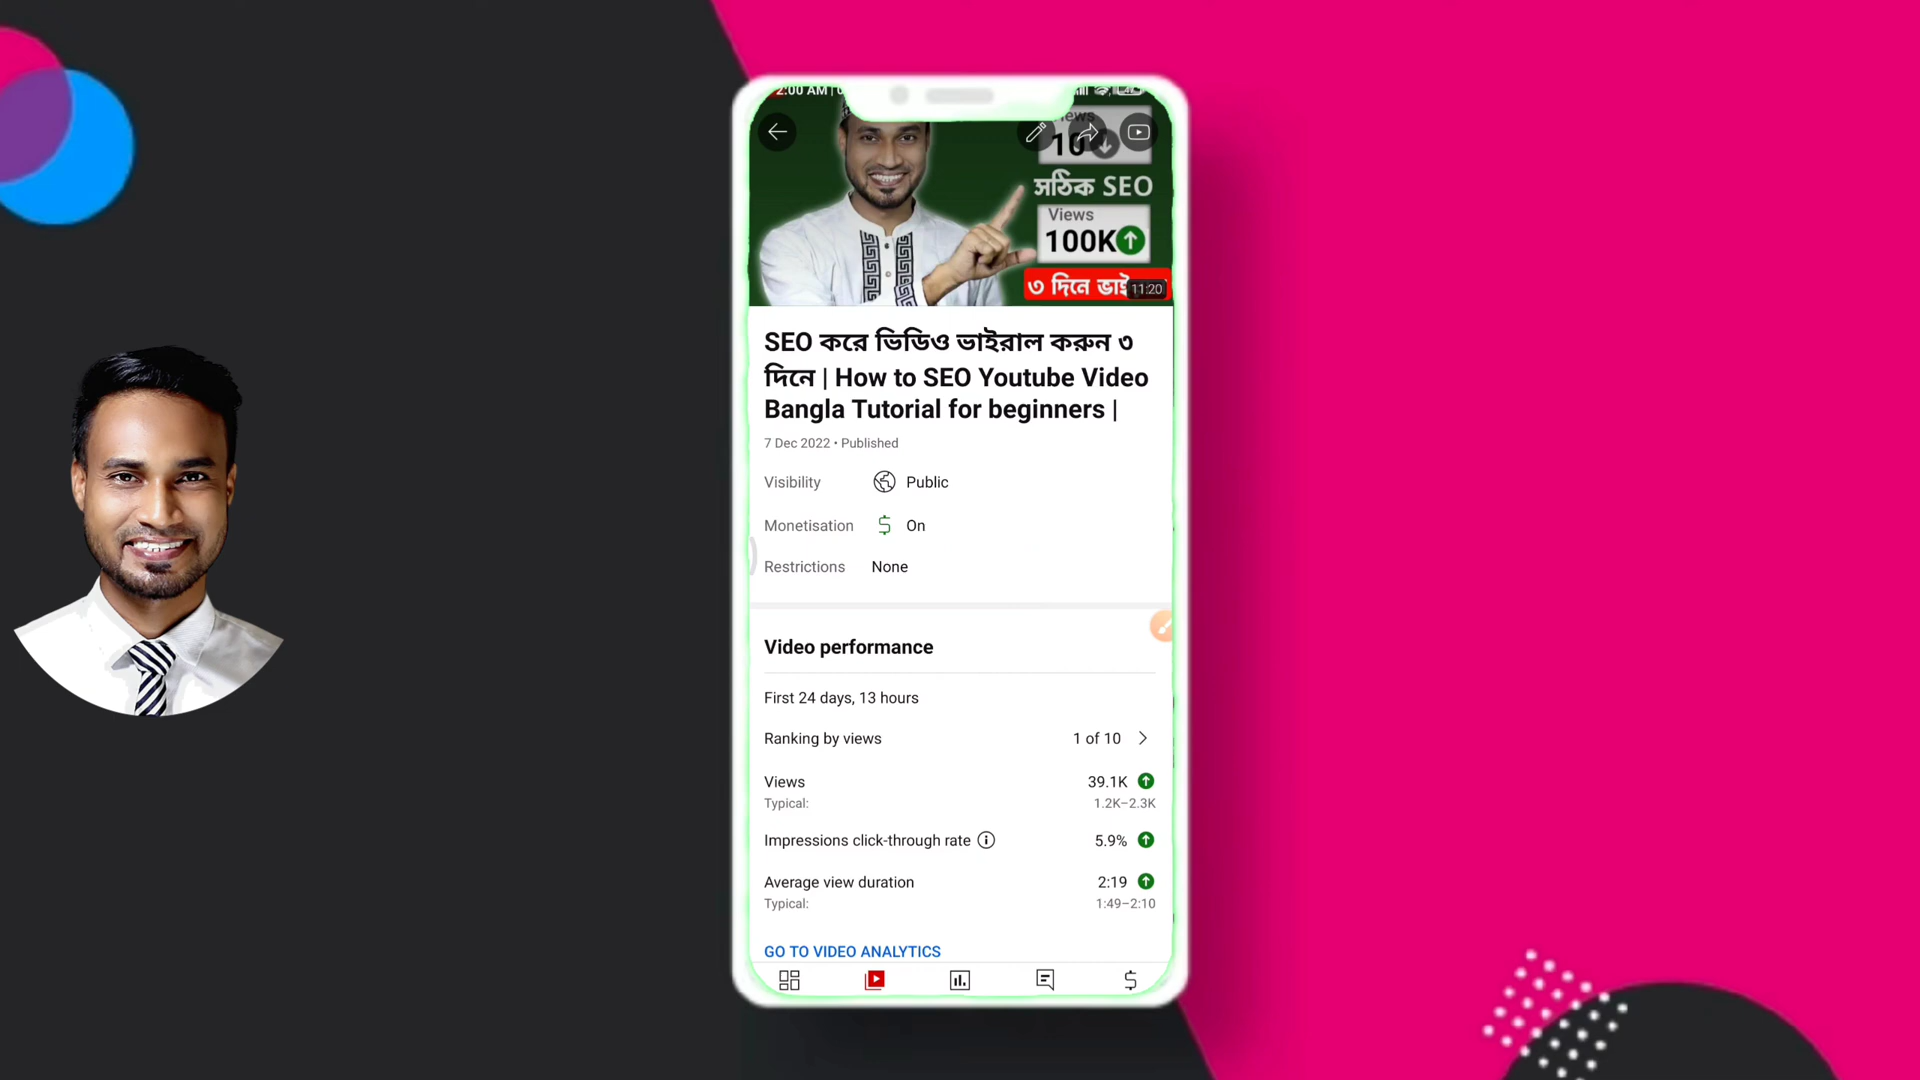 2:00 AM
10
সঠিক SEO
Views
100K
৩ দিনে
11:20
SEO করে ভিডিও ভাইরাল করুন ৩
দিনে | How to SEO Youtube Video
Bangla Tutorial for beginners |
7 Dec 2022 • Published
Visibility Public
Monetisation On
Restrictions None
Video performance
First 24 days, 13 hours
Ranking by views 1 of 10
Views 39.1K
Typical: 1.2K–2.3K
Impressions click-through rate 5.9%
Average view duration 2:19
Typical: 1:49–2:10
GO TO VIDEO ANALYTICS